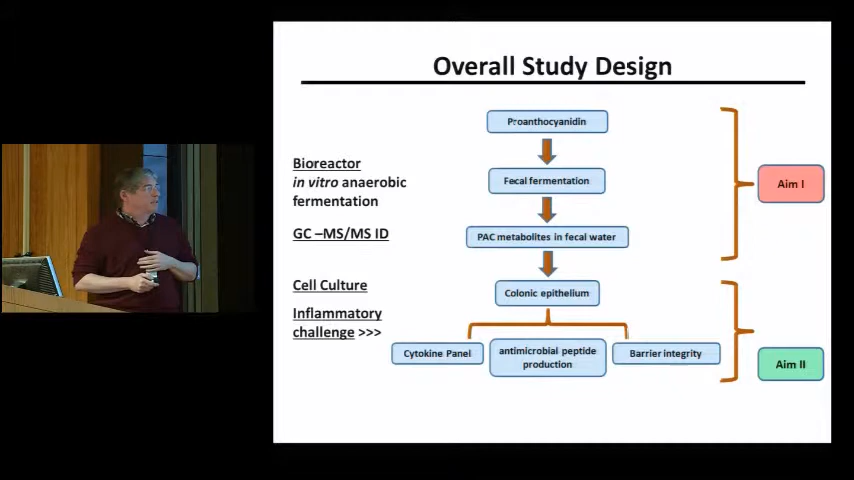 Overall Study Design
Proanthocyanidin
Bioreactor
in vitro anaerobic
fermentation
Fecal fermentation
Aim I
GC –MS/MS ID
PAC metabolites in fecal water
Cell Culture
Colonic epithelium
Inflammatory
challenge >>>
Cytokine Panel
antimicrobial peptide
production
Barrier integrity
Aim II